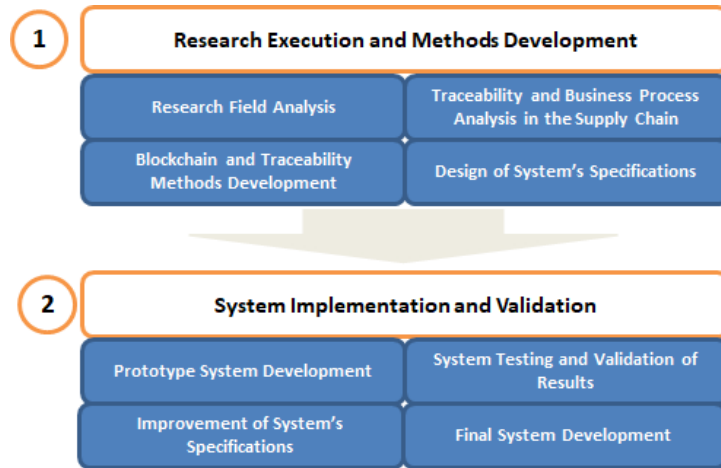 1
Research Execution and Methods Development
Research Field Analysis
Traceability and Business Process
Analysis in the Supply Chain
Blockchain and Traceability
Methods Development
Design of System's Specifications
2
System Implementation and Validation
Prototype System Development
System Testing and Validation of
Results
Improvement of System's
Specifications
Final System Development